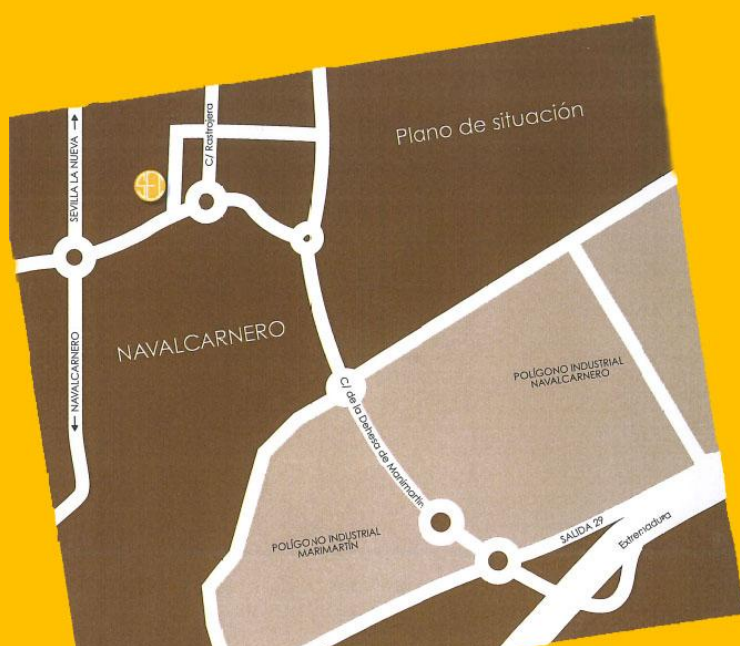 Plano de situación
C/ Rastrojera
SEVILLA LA NUEVA
NAVALCARNERO
NAVALCARNERO
POLÍGONO INDUSTRIAL
NAVALCARNERO
C/ de la Dehesa de Marimartín
POLÍGONO INDUSTRIAL
MARIMARTÍN
SALIDA 29
Extremadura